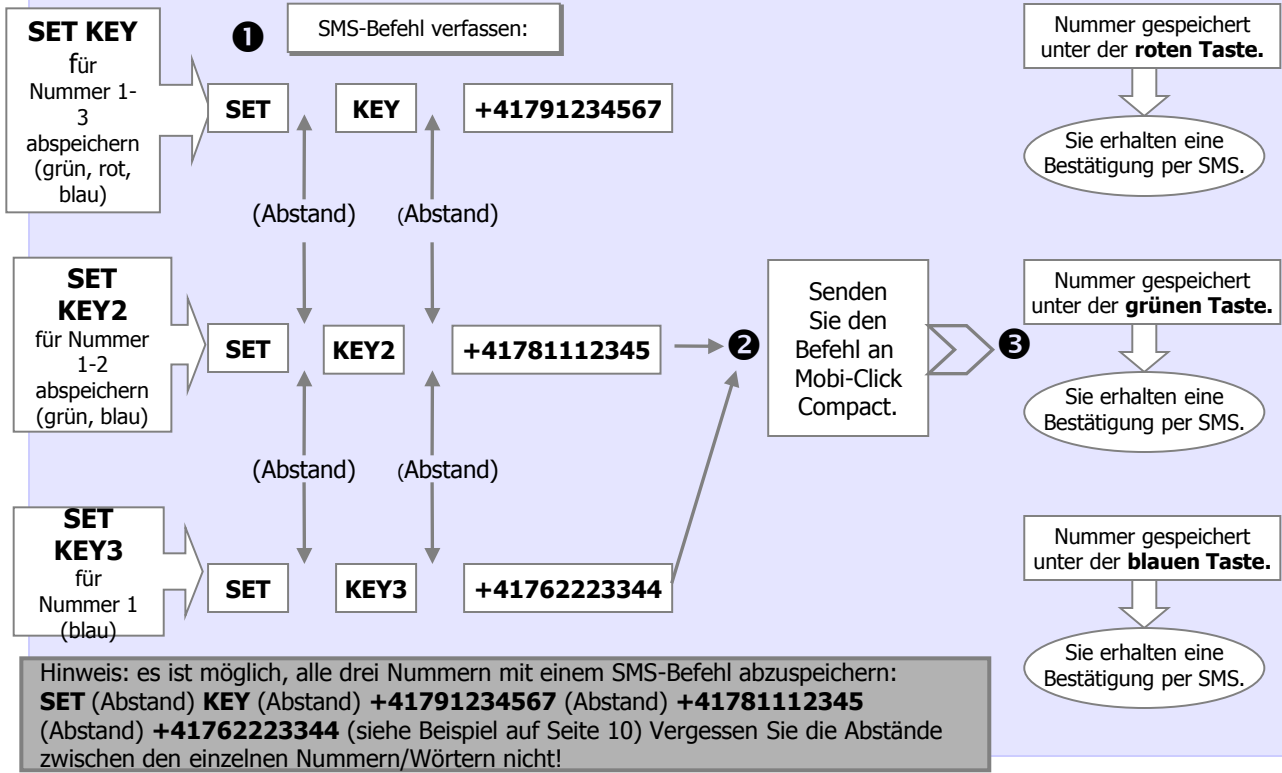 SET KEY
für
Nummer 1-
3
abspeichern
(grün, rot,
blau)
❶
SMS-Befehl verfassen:
SET
KEY
+41791234567
(Abstand)
(Abstand)
SET
KEY2
für Nummer
1-2
abspeichern
(grün, blau)
SET
KEY2
+41781112345
(Abstand)
(Abstand)
SET
KEY3
für
Nummer 1
(blau)
SET
KEY3
+41762223344
❷
Senden
Sie den
Befehl an
Mobi-Click
Compact.
❸
Nummer gespeichert
unter der roten Taste.
Sie erhalten eine
Bestätigung per SMS.
Nummer gespeichert
unter der grünen Taste.
Sie erhalten eine
Bestätigung per SMS.
Nummer gespeichert
unter der blauen Taste.
Sie erhalten eine
Bestätigung per SMS.
Hinweis: es ist möglich, alle drei Nummern mit einem SMS-Befehl abzuspeichern:
SET (Abstand) KEY (Abstand) +41791234567 (Abstand) +41781112345
(Abstand) +41762223344 (siehe Beispiel auf Seite 10) Vergessen Sie die Abstände
zwischen den einzelnen Nummern/Wörtern nicht!